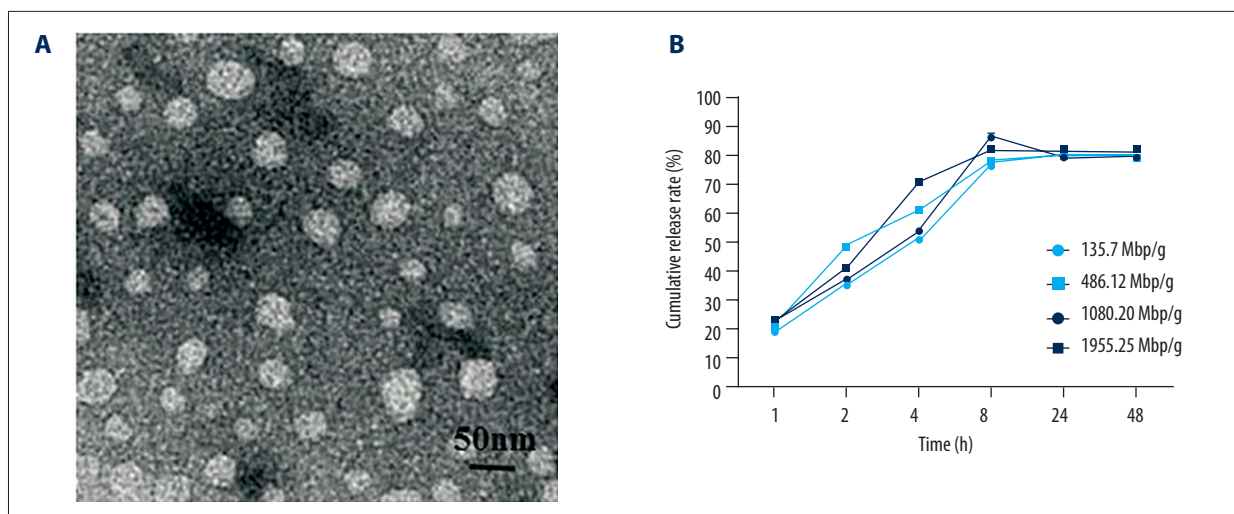 A
50nm
B
Cumulative release rate (%)
100
90
80
70
60
50
40
30
20
10
0
1 2 4 8 24 48
Time (h)
135.7 Mbp/g
486.12 Mbp/g
1080.20 Mbp/g
1955.25 Mbp/g